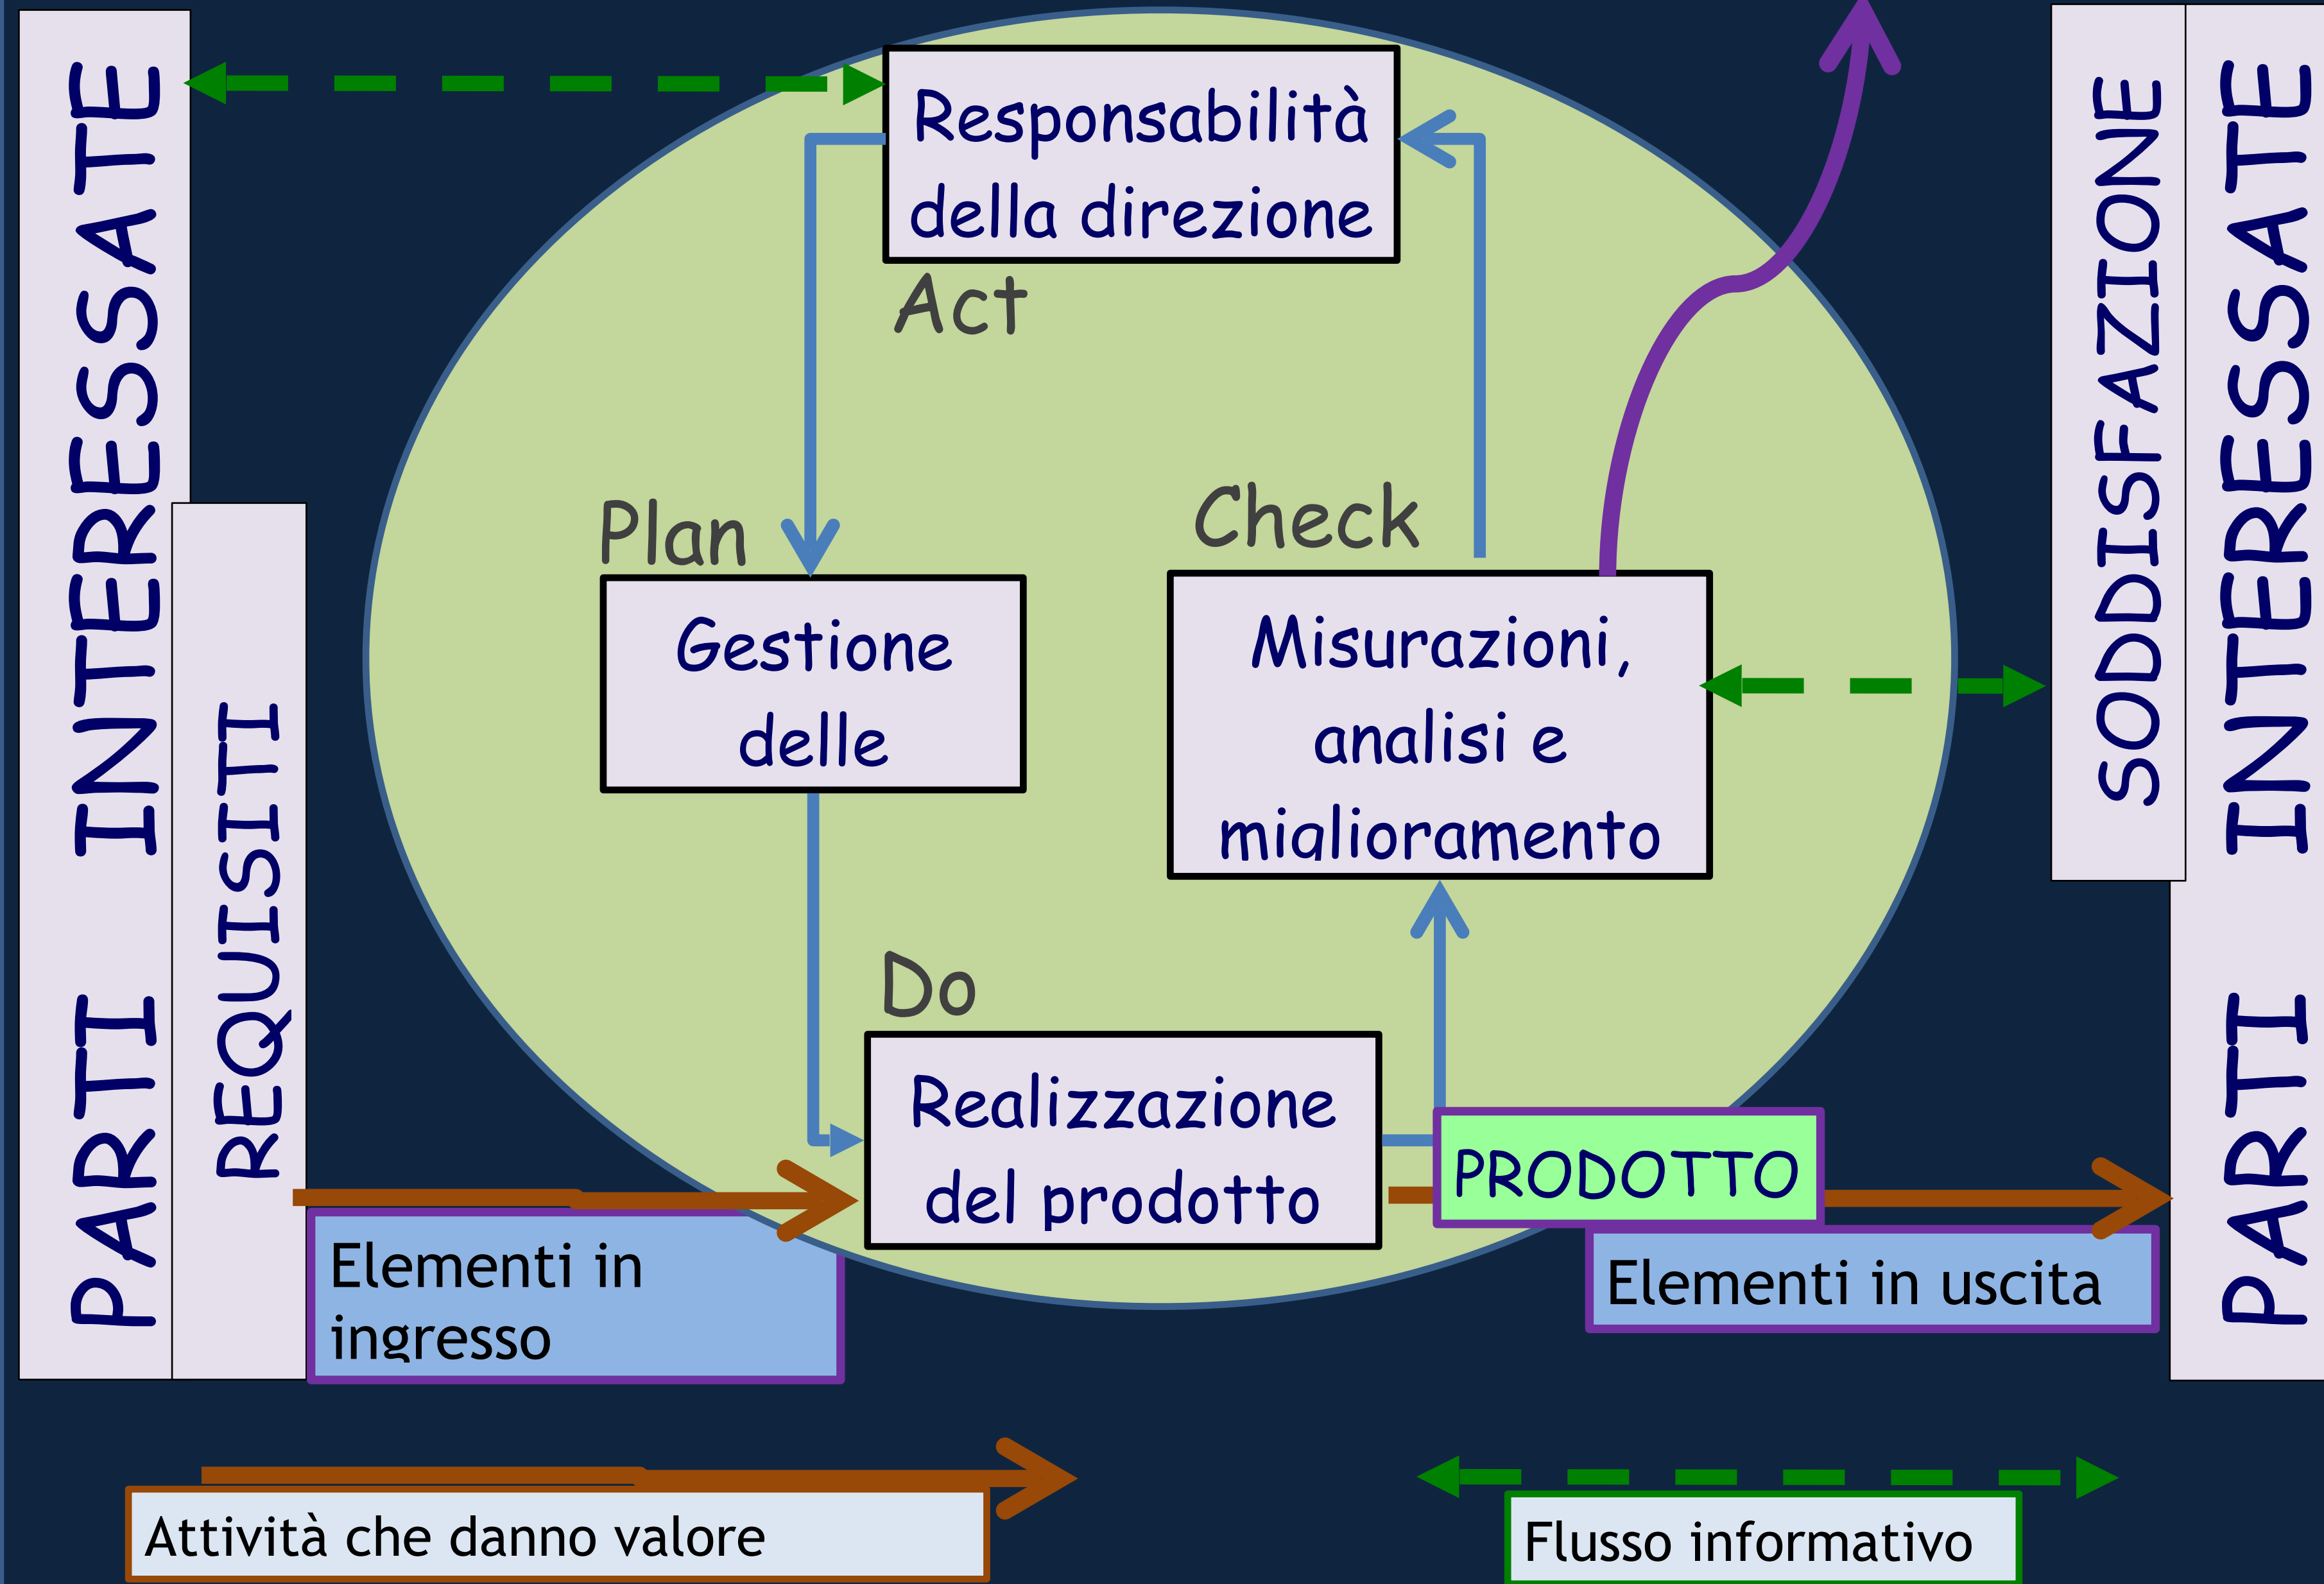 PARTI INTERESSATE
REQUISITI
Responsabilità
della direzione
Act
Plan
Gestione
delle
Check
Misurazioni,
analisi e
miglioramento
Do
Realizzazione
del prodotto
PRODOTTO
Elementi in
ingresso
Elementi in uscita
SODDISFAZIONE
PARTI INTERESSATE
Attività che danno valore
Flusso informativo